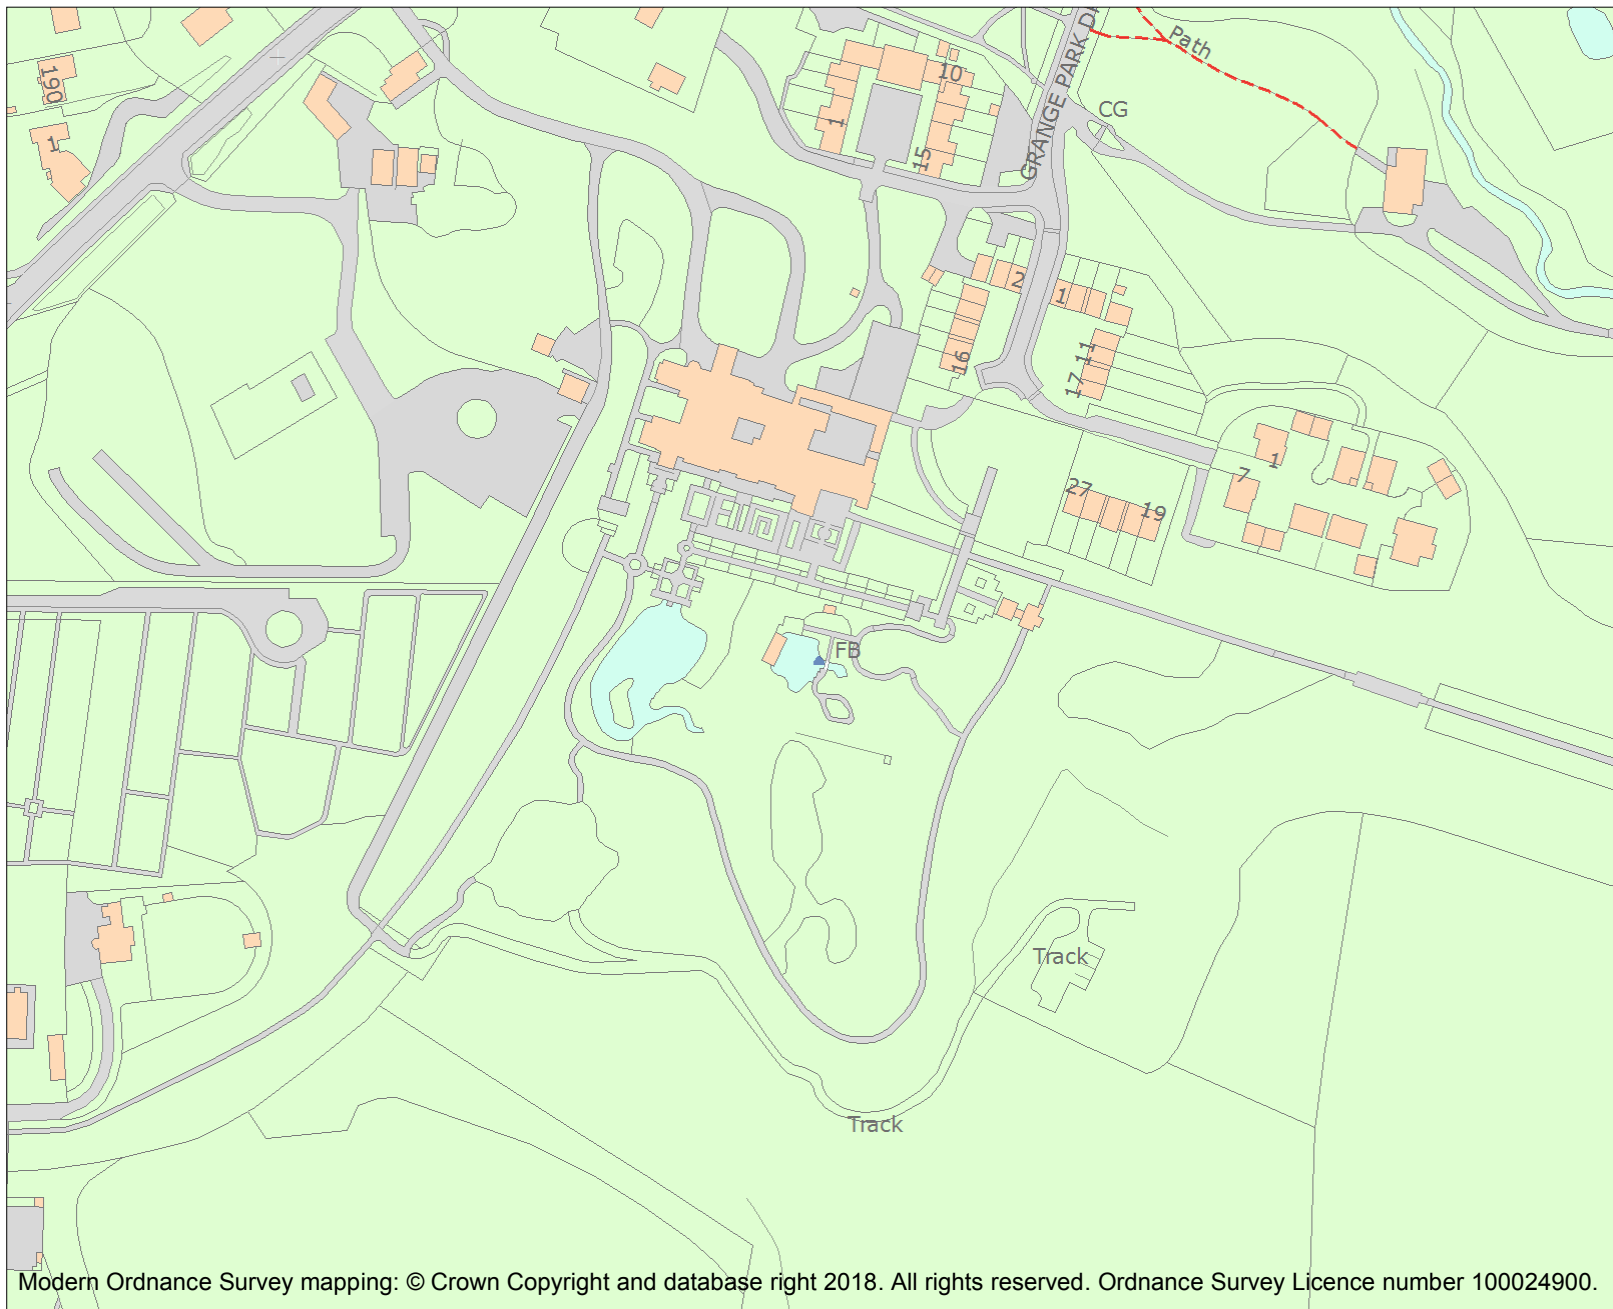 190
1
1
10
15
GRANGE PARK
Path
CG
2
1
16
11
17
27
19
7
1
FB
Track
Track
Modern Ordnance Survey mapping: © Crown Copyright and database right 2018. All rights reserved. Ordnance Survey Licence number 100024900.